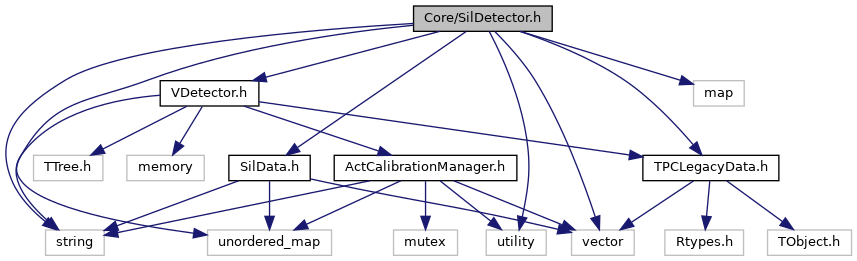 Core/SilDetector.h
VDetector.h
map
TTree.h
memory
SilData.h
ActCalibrationManager.h
TPCLegacyData.h
string
unordered_map
mutex
utility
vector
Rtypes.h
TObject.h